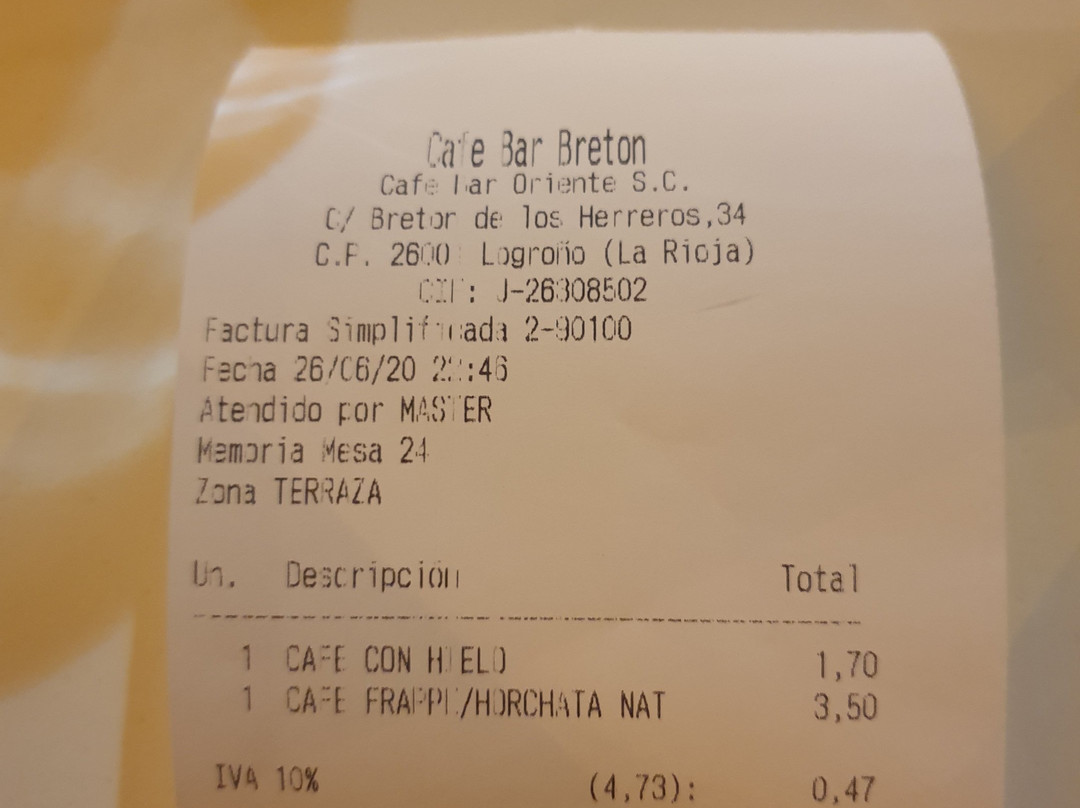 Cafe Bar Breton
Cafe Bar Oriente S.C.
C/ Breton de los Herreros,34
C.P. Logroño (La Rioja)
CIF: J-26308502
Factura Simplificada 2-90100
Fecha 26/06/20
Atendido por MASTER
Memoria Mesa 24
Zona TERRAZA
Un. Descripción Total
1 CAFE CON HIELO 1,70
1 CAFE FRAPPE/HORCHATA NAT 3,50
IVA 10% (4,73): 0,47